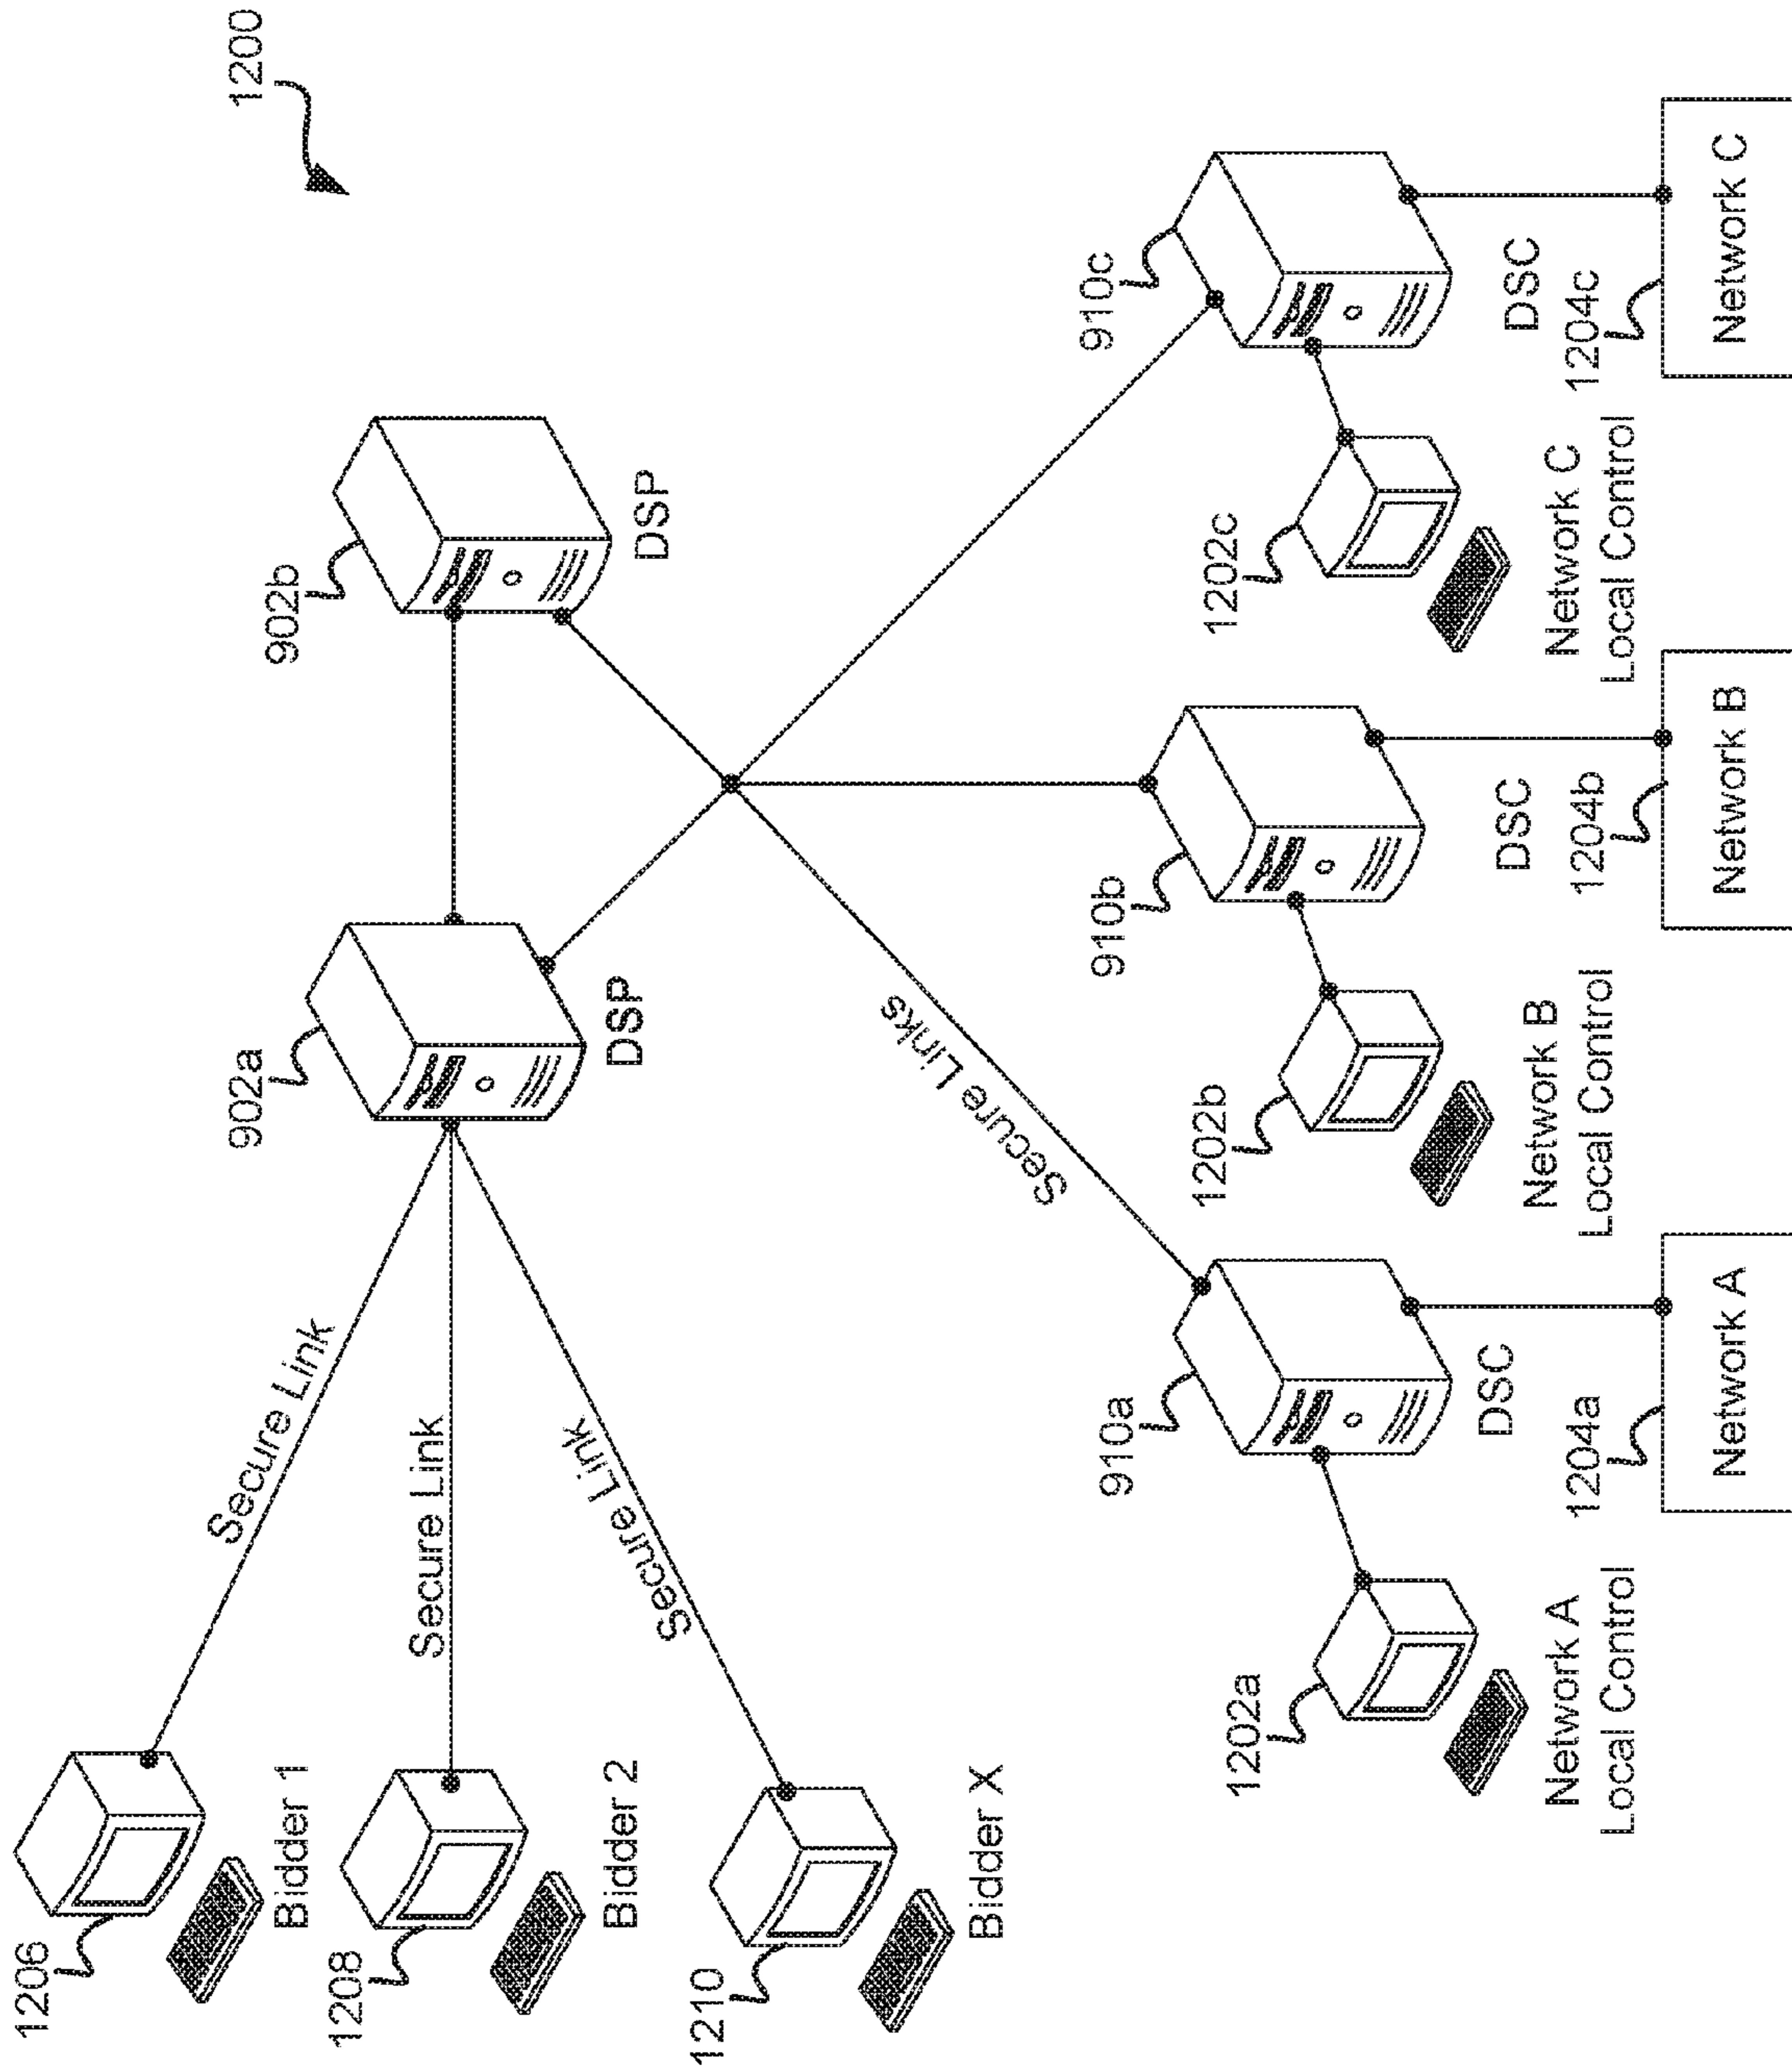 1200
1206
Bidder 1
Secure Link
902a
DSP
902b
DSP
1208
Bidder 2
Secure Link
1210
Bidder X
Secure Link
Secure Links
1202a
Network A
Local Control
910a
DSC
1204a
Network A
1202b
Network B
Local Control
910b
DSC
1204b
Network B
1202c
Network C
Local Control
910c
DSC
1204c
Network C